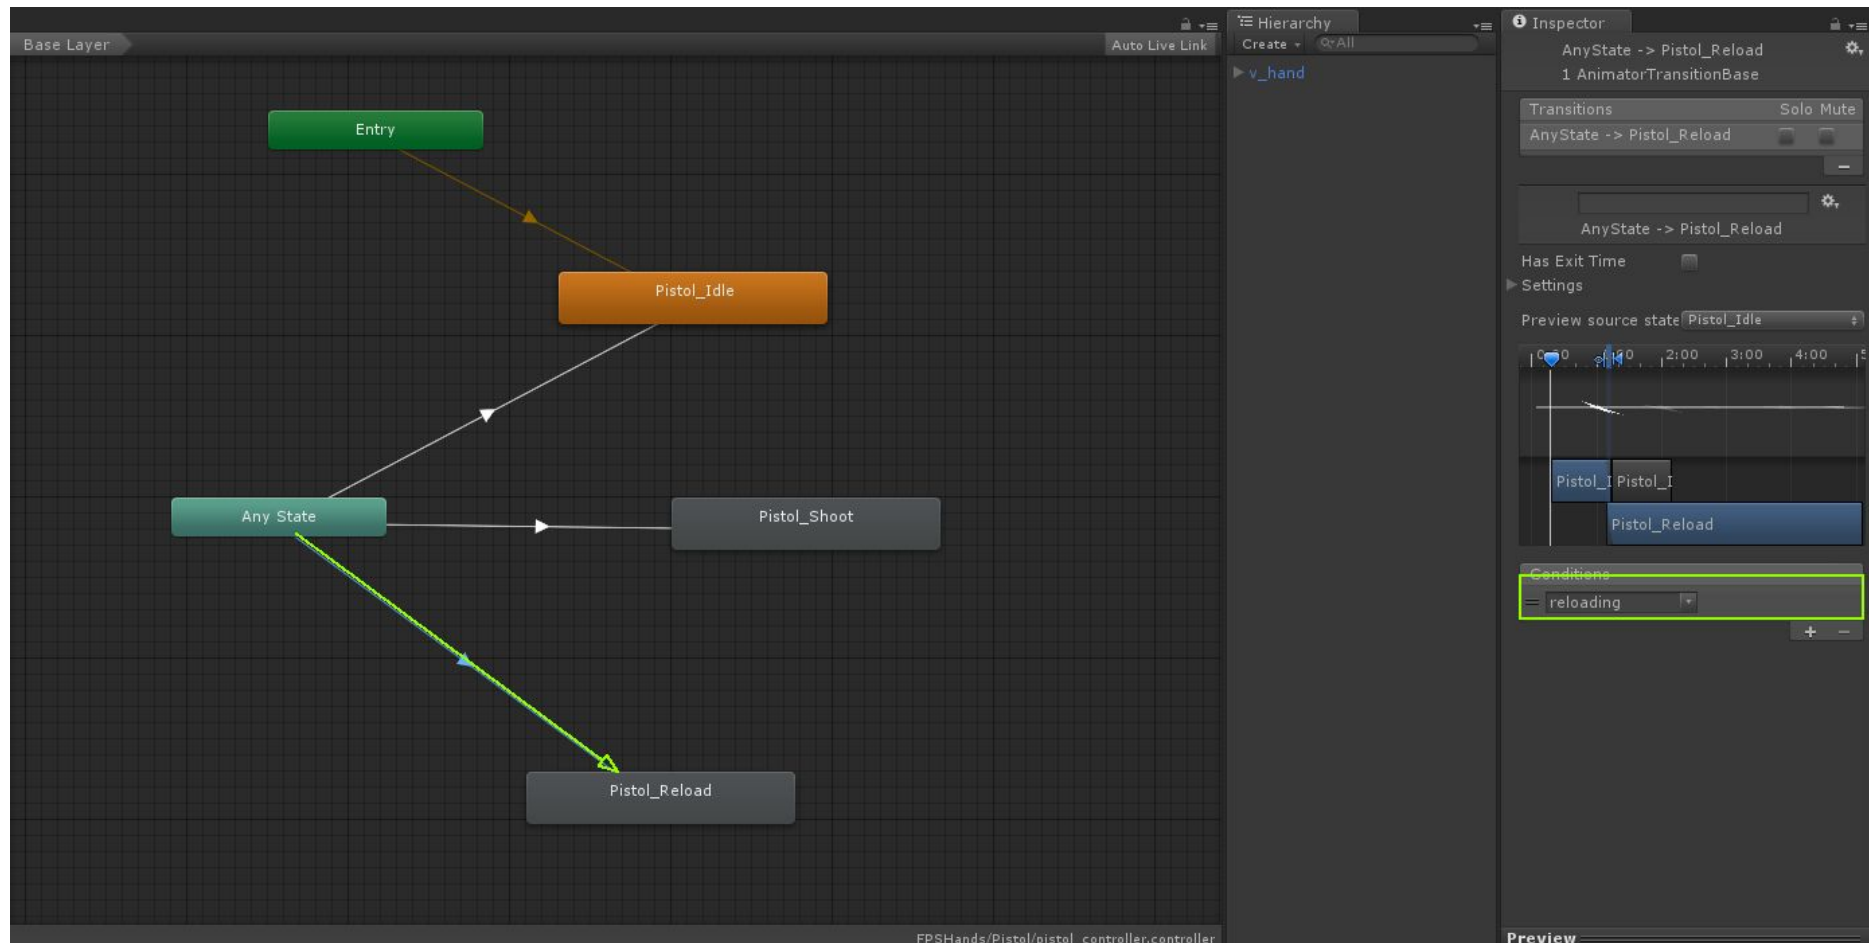 Base Layer
Auto Live Link
Entry
Pistol_Idle
Any State
Pistol_Shoot
Pistol_Reload
FPSHands/Pistol/pistol_controller.controller
Hierarchy
Create
All
v_hand
Inspector
AnyState -> Pistol_Reload
1 AnimatorTransitionBase
Transitions Solo Mute
AnyState -> Pistol_Reload
AnyState -> Pistol_Reload
Has Exit Time
Settings
Preview source state Pistol_Idle
2:00 3:00 4:00
Pistol_I Pistol_I
Pistol_Reload
Conditions
reloading
Preview